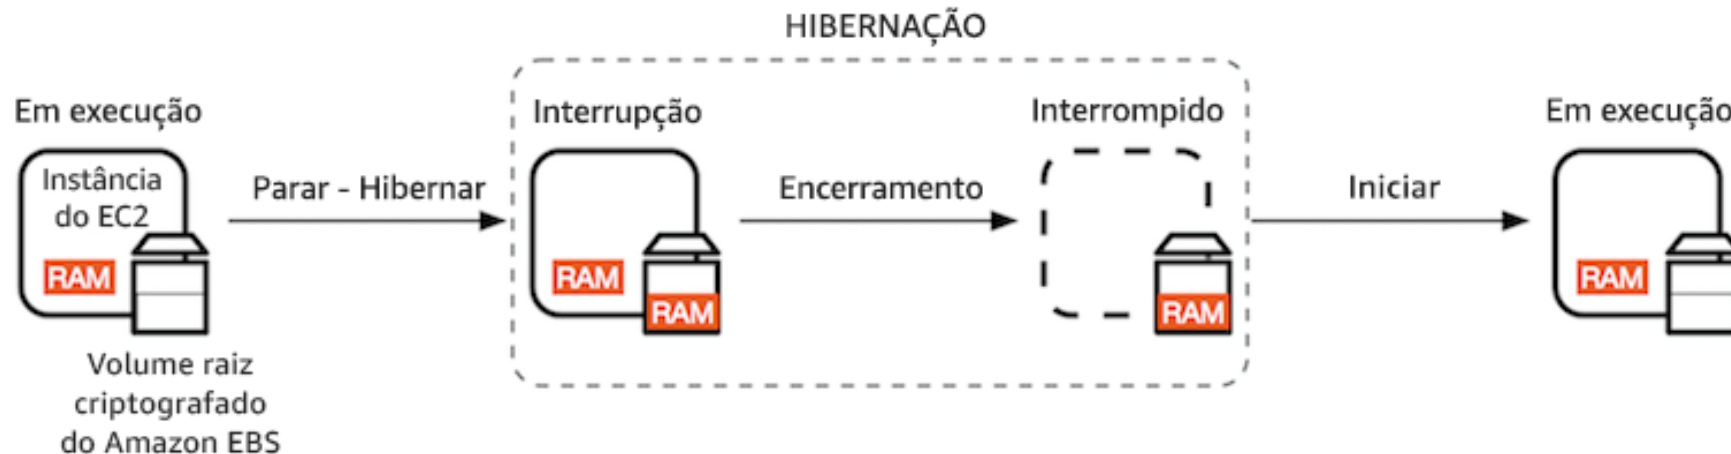 HIBERNAÇÃO
Em execução
Interrupção
Interrompido
Em execução
Instância
do EC2
Parar - Hibernar
Encerramento
Iniciar
RAM
RAM
RAM
RAM
RAM
Volume raiz
criptografado
do Amazon EBS